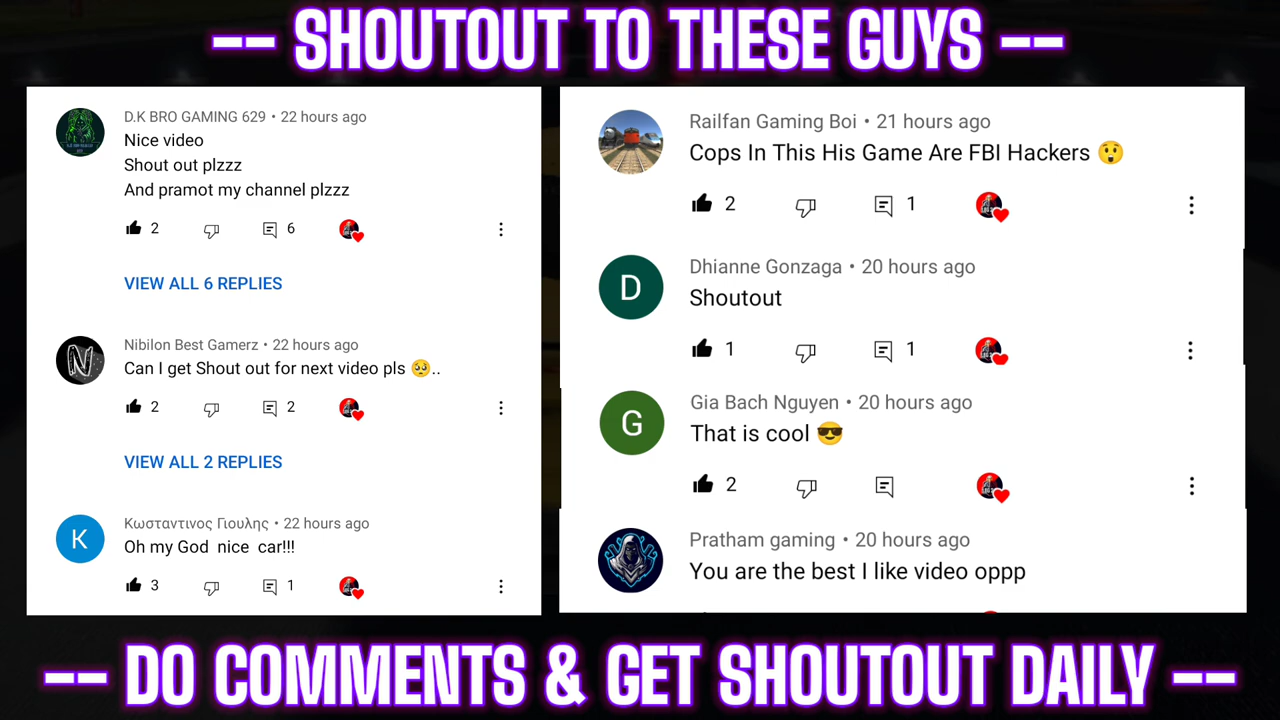 -- SHOUTOUT TO THESE GUYS --
D.K BRO GAMING 629 • 22 hours ago
Nice video
Shout out plzzz
And pramot my channel plzzz
2 6
VIEW ALL 6 REPLIES
N
Nibilon Best Gamerz • 22 hours ago
Can I get Shout out for next video pls 🥺..
2 2
VIEW ALL 2 REPLIES
K
Κωσταντινος Γιουλης • 22 hours ago
Oh my God nice car!!!
3 1
Railfan Gaming Boi • 21 hours ago
Cops In This His Game Are FBI Hackers 😲
2 1
D
Dhianne Gonzaga • 20 hours ago
Shoutout
1 1
G
Gia Bach Nguyen • 20 hours ago
That is cool 😎
2
Pratham gaming • 20 hours ago
You are the best I like video oppp
-- DO COMMENTS & GET SHOUTOUT DAILY --